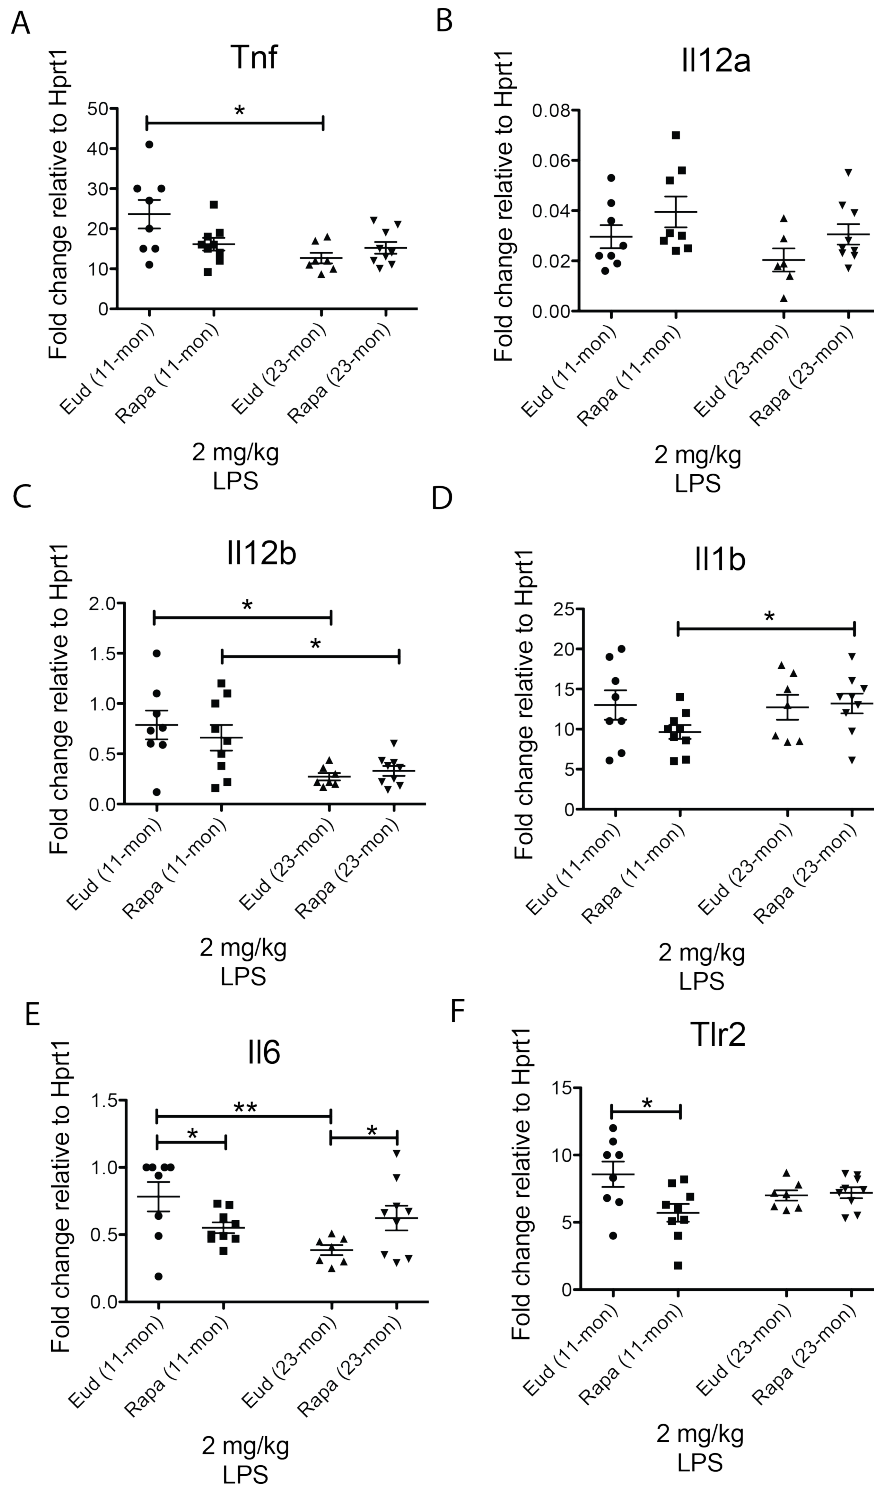 A
Tnf
Fold change relative to Hprt1
50
40
30
20
10
0
*
Eud (11-mon)
Rapa (11-mon)
Eud (23-mon)
Rapa (23-mon)
2 mg/kg
LPS
B
Il12a
Fold change relative to Hprt1
0.08
0.06
0.04
0.02
0.00
Eud (11-mon)
Rapa (11-mon)
Eud (23-mon)
Rapa (23-mon)
2 mg/kg
LPS
C
Il12b
Fold change relative to Hprt1
2.0
1.5
1.0
0.5
0.0
*
*
Eud (11-mon)
Rapa (11-mon)
Eud (23-mon)
Rapa (23-mon)
2 mg/kg
LPS
D
Il1b
Fold change relative to Hprt1
25
20
15
10
5
0
*
Eud (11-mon)
Rapa (11-mon)
Eud (23-mon)
Rapa (23-mon)
2 mg/kg
LPS
E
Il6
Fold change relative to Hprt1
1.5
1.0
0.5
0.0
**
*
*
Eud (11-mon)
Rapa (11-mon)
Eud (23-mon)
Rapa (23-mon)
2 mg/kg
LPS
F
Tlr2
Fold change relative to Hprt1
15
10
5
0
*
Eud (11-mon)
Rapa (11-mon)
Eud (23-mon)
Rapa (23-mon)
2 mg/kg
LPS